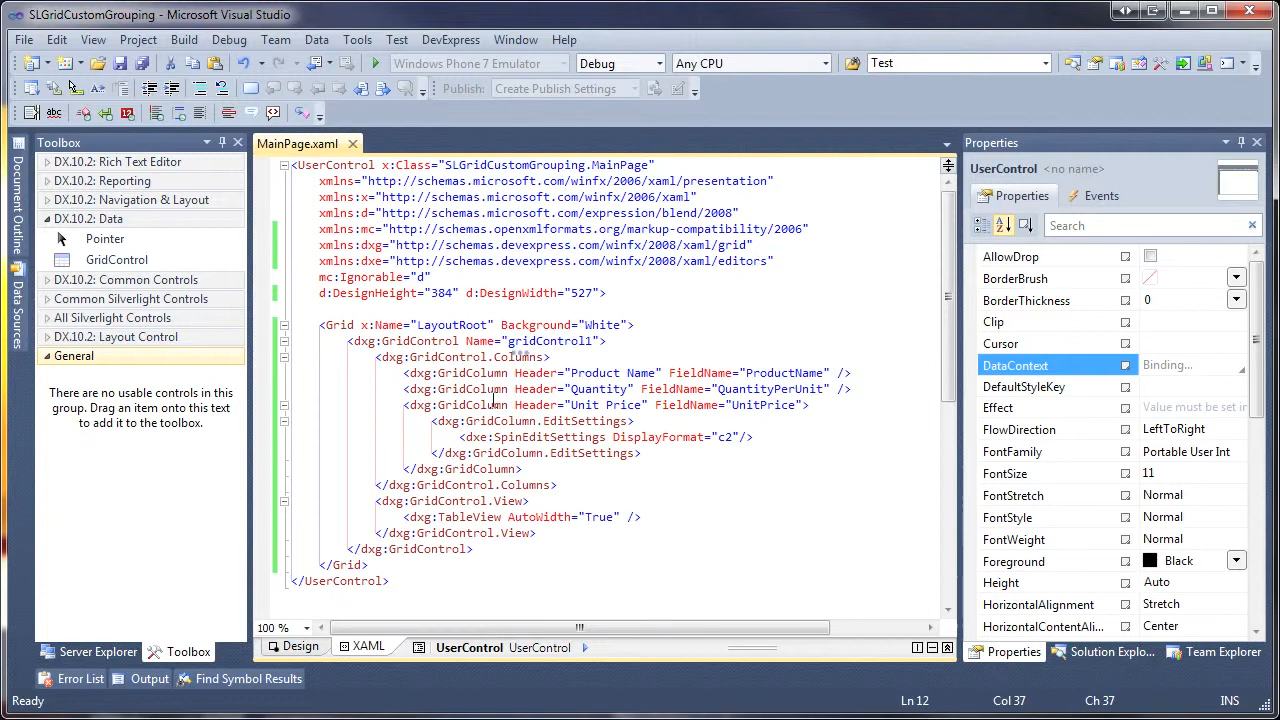 SLGridCustomGrouping - Microsoft Visual Studio
File Edit View Project Build Debug Team Data Tools Test DevExpress Window Help
Windows Phone 7 Emulator Debug Any CPU Test
Publish: Create Publish Settings
Toolbox
DX.10.2: Rich Text Editor
DX.10.2: Reporting
DX.10.2: Navigation & Layout
DX.10.2: Data
Pointer
GridControl
DX.10.2: Common Controls
Common Silverlight Controls
All Silverlight Controls
DX.10.2: Layout Control
General
There are no usable controls in this
group. Drag an item onto this text
to add it to the toolbox.
Document Outline
Data Sources
Server Explorer Toolbox
MainPage.xaml
<UserControl x:Class="SLGridCustomGrouping.MainPage"
xmlns="http://schemas.microsoft.com/winfx/2006/xaml/presentation"
xmlns:x="http://schemas.microsoft.com/winfx/2006/xaml"
xmlns:d="http://schemas.microsoft.com/expression/blend/2008"
xmlns:mc="http://schemas.openxmlformats.org/markup-compatibility/2006"
xmlns:dxg="http://schemas.devexpress.com/winfx/2008/xaml/grid"
xmlns:dxe="http://schemas.devexpress.com/winfx/2008/xaml/editors"
mc:Ignorable="d"
d:DesignHeight="384" d:DesignWidth="527">
<Grid x:Name="LayoutRoot" Background="White">
<dxg:GridControl Name="gridControl1">
<dxg:GridControl.Columns>
<dxg:GridColumn Header="Product Name" FieldName="ProductName" />
<dxg:GridColumn Header="Quantity" FieldName="QuantityPerUnit" />
<dxg:GridColumn Header="Unit Price" FieldName="UnitPrice">
<dxg:GridColumn.EditSettings>
<dxe:SpinEditSettings DisplayFormat="c2"/>
</dxg:GridColumn.EditSettings>
</dxg:GridColumn>
</dxg:GridControl.Columns>
<dxg:GridControl.View>
<dxg:TableView AutoWidth="True" />
</dxg:GridControl.View>
</dxg:GridControl>
</Grid>
</UserControl>
100 %
Design XAML UserControl UserControl
Properties
UserControl <no name>
Properties Events
Search
AllowDrop
BorderBrush
BorderThickness 0
Clip
Cursor
DataContext Binding...
DefaultStyleKey
Effect Value must be set in
FlowDirection LeftToRight
FontFamily Portable User Int
FontSize 11
FontStretch Normal
FontStyle Normal
FontWeight Normal
Foreground Black
Height Auto
HorizontalAlignment Stretch
HorizontalContentAli... Center
Properties Solution Explo... Team Explorer
Error List Output Find Symbol Results
Ready Ln 12 Col 37 Ch 37 INS